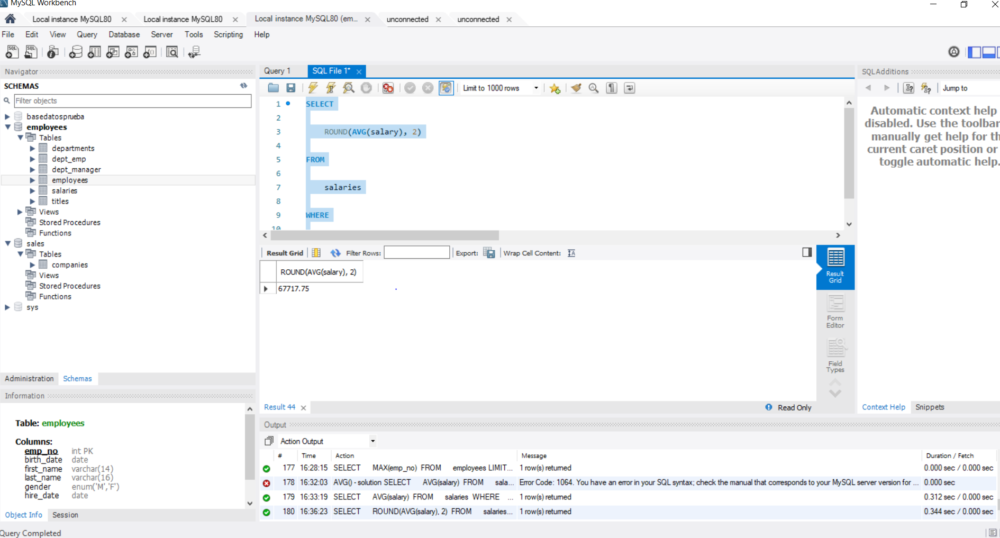 MySQL Workbench
Local instance MySQL80 Local instance MySQL80 Local instance MySQL80 (em... unconnected unconnected
File Edit View Query Database Server Tools Scripting Help
Navigator
SCHEMAS
Filter objects
basedatosprueba
employees
Tables
departments
dept_emp
dept_manager
employees
salaries
titles
Views
Stored Procedures
Functions
sales
Tables
companies
Views
Stored Procedures
Functions
sys
Administration Schemas
Information
Table: employees
Columns:
emp_no int PK
birth_date date
first_name varchar(14)
last_name varchar(16)
gender enum('M','F')
hire_date date
Object Info Session
Query Completed
Query 1 SQL File 1*
Limit to 1000 rows
1 SELECT
2
3 ROUND(AVG(salary), 2)
4
5 FROM
6
7 salaries
8
9 WHERE
10
Result Grid Filter Rows: Export: Wrap Cell Content:
ROUND(AVG(salary), 2)
67717.75
Result
Grid
Form
Editor
Field
Types
Result 44 Read Only
Output
Action Output
# Time Action Message Duration / Fetch
177 16:28:15 SELECT MAX(emp_no) FROM employees LIMIT... 1 row(s) returned 0.000 sec / 0.000 sec
178 16:32:03 AVG() - solution SELECT AVG(salary) FROM sala... Error Code: 1064. You have an error in your SQL syntax; check the manual that corresponds to your MySQL server version for ... 0.000 sec
179 16:33:19 SELECT AVG(salary) FROM salaries WHERE ... 1 row(s) returned 0.312 sec / 0.000 sec
180 16:36:23 SELECT ROUND(AVG(salary), 2) FROM salaries... 1 row(s) returned 0.344 sec / 0.000 sec
SQLAdditions
Jump to
Automatic context help
disabled. Use the toolbar
manually get help for th
current caret position or
toggle automatic help.
Context Help Snippets